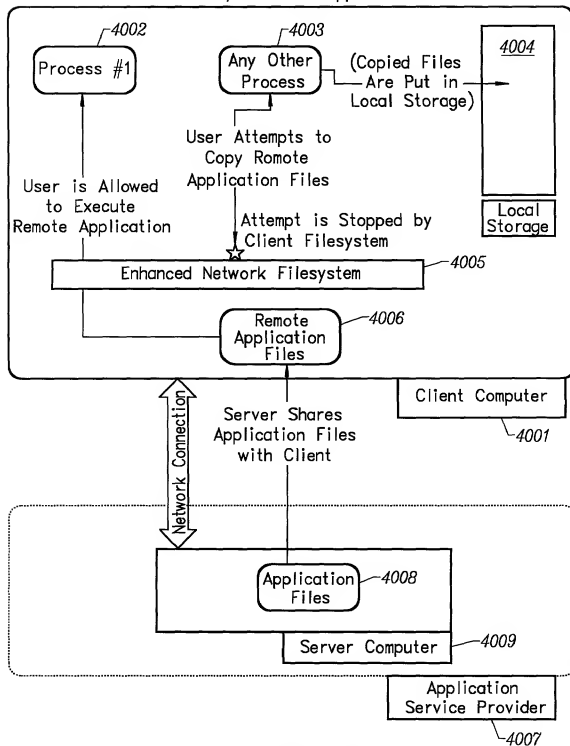 4002
Process #1
4003
Any Other
Process
(Copied Files
Are Put in
Local Storage)
4004
Local
Storage
User Attempts to
Copy Romote
Application Files
User is Allowed
to Execute
Remote Application
Attempt is Stopped by
Client Filesystem
Enhanced Network Filesystem
4005
Remote
Application
Files
4006
Client Computer
4001
Network Connection
Server Shares
Application Files
with Client
Application
Files
4008
Server Computer
4009
Application
Service Provider
4007